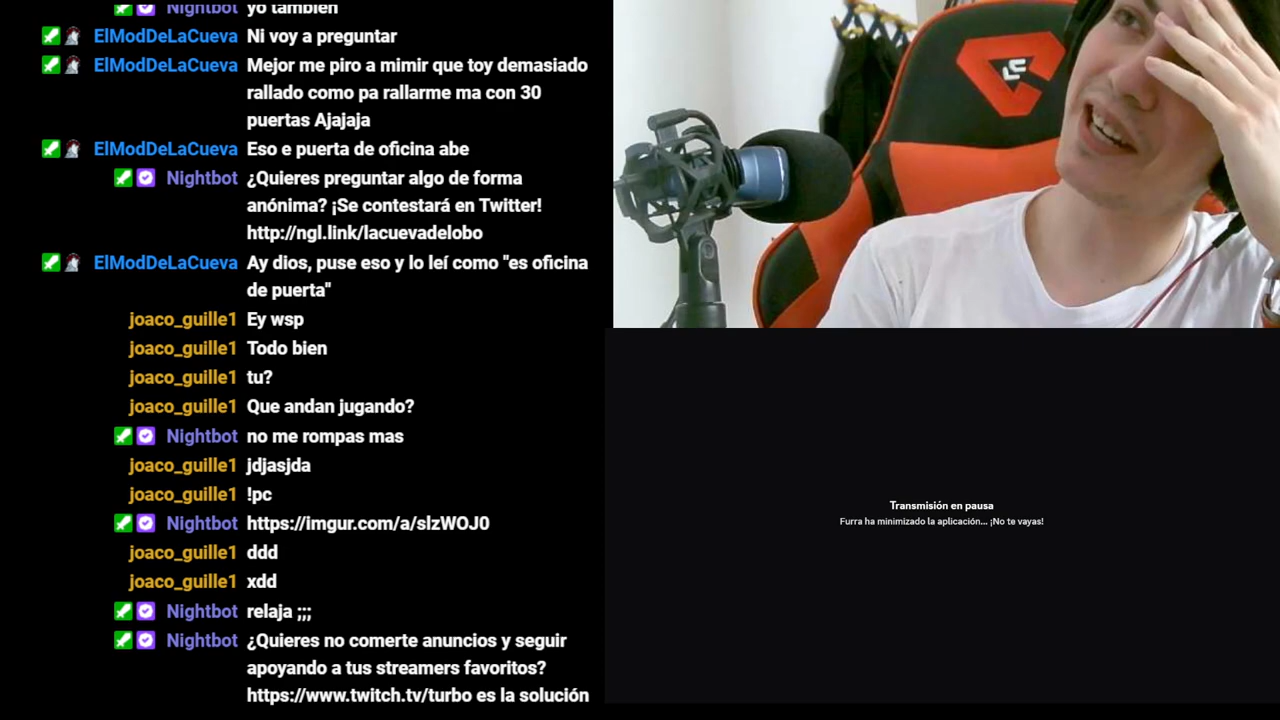 Nightbot yo también
ElModDeLaCueva Ni voy a preguntar
ElModDeLaCueva Mejor me piro a mimir que toy demasiado
rallado como pa rallarme ma con 30
puertas Ajajaja
ElModDeLaCueva Eso e puerta de oficina abe
Nightbot ¿Quieres preguntar algo de forma
anónima? ¡Se contestará en Twitter!
http://ngl.link/lacuevadelobo
ElModDeLaCueva Ay dios, puse eso y lo leí como "es oficina
de puerta"
joaco_guille1 Ey wsp
joaco_guille1 Todo bien
joaco_guille1 tu?
joaco_guille1 Que andan jugando?
Nightbot no me rompas mas
joaco_guille1 jdjasjda
joaco_guille1 !pc
Nightbot https://imgur.com/a/slzWOJ0
joaco_guille1 ddd
joaco_guille1 xdd
Nightbot relaja ;;;
Nightbot ¿Quieres no comerte anuncios y seguir
apoyando a tus streamers favoritos?
https://www.twitch.tv/turbo es la solución
Transmisión en pausa
Furra ha minimizado la aplicación... ¡No te vayas!